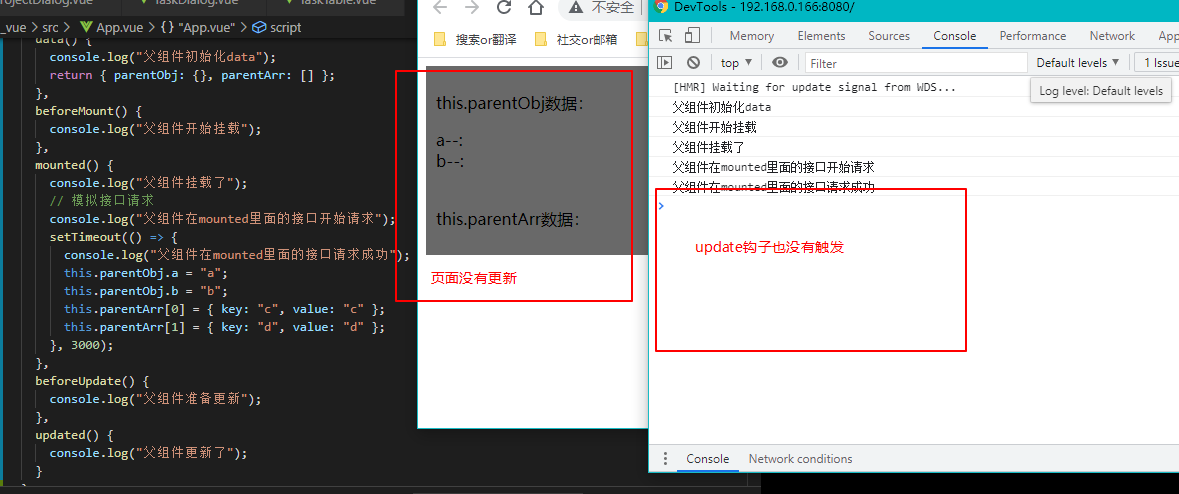 TaskDialog.vue
_vue > src > App.vue > {} "App.vue" > script
data() {
console.log("父组件初始化data");
return { parentObj: {}, parentArr: [] };
},
beforeMount() {
console.log("父组件开始挂载");
},
mounted() {
console.log("父组件挂载了");
// 模拟接口请求
console.log("父组件在mounted里面的接口开始请求");
setTimeout(() => {
console.log("父组件在mounted里面的接口请求成功");
this.parentObj.a = "a";
this.parentObj.b = "b";
this.parentArr[0] = { key: "c", value: "c" };
this.parentArr[1] = { key: "d", value: "d" };
}, 3000);
},
beforeUpdate() {
console.log("父组件准备更新");
},
updated() {
console.log("父组件更新了");
}
不安全
搜索or翻译
社交or邮箱
this.parentObj数据：
a--:
b--:
this.parentArr数据：
页面没有更新
DevTools - 192.168.0.166:8080/
Memory Elements Sources Console Performance Network App
top ▼ Filter Default levels ▼ 1 Issue
Log level: Default levels
[HMR] Waiting for update signal from WDS...
父组件初始化data
父组件开始挂载
父组件挂载了
父组件在mounted里面的接口开始请求
父组件在mounted里面的接口请求成功
>
update钩子也没有触发
Console Network conditions